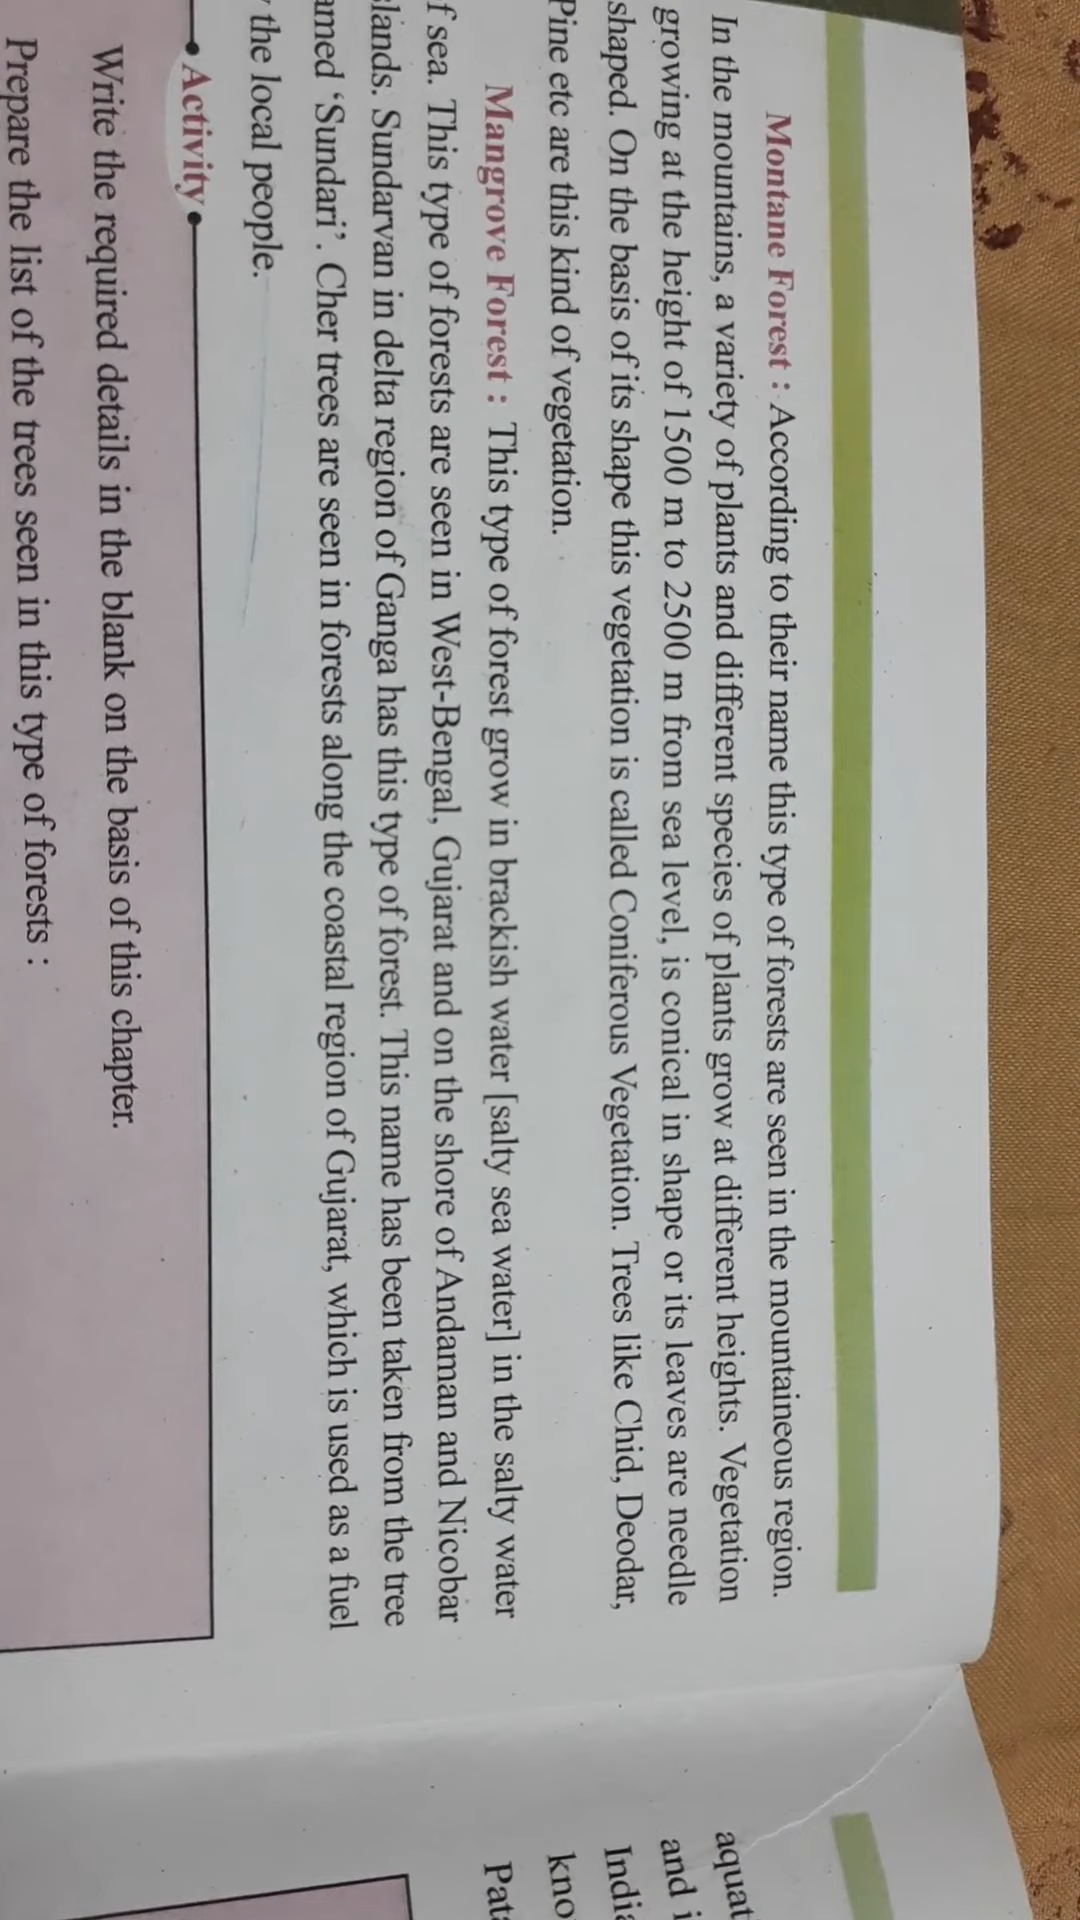 Montane Forest : According to their name this type of forests are seen in the mountaineous region.
In the mountains, a variety of plants and different species of plants grow at different heights. Vegetation
growing at the height of 1500 m to 2500 m from sea level, is conical in shape or its leaves are needle
shaped. On the basis of its shape this vegetation is called Coniferous Vegetation. Trees like Chid, Deodar,
Pine etc are this kind of vegetation.
Mangrove Forest : This type of forest grow in brackish water [salty sea water] in the salty water
f sea. This type of forests are seen in West-Bengal, Gujarat and on the shore of Andaman and Nicobar
slands. Sundarvan in delta region of Ganga has this type of forest. This name has been taken from the tree
amed ‘Sundari’. Cher trees are seen in forests along the coastal region of Gujarat, which is used as a fuel
the local people.
• Activity •
Write the required details in the blank on the basis of this chapter.
Prepare the list of the trees seen in this type of forests :
aquat
and i
India
kno
Pata